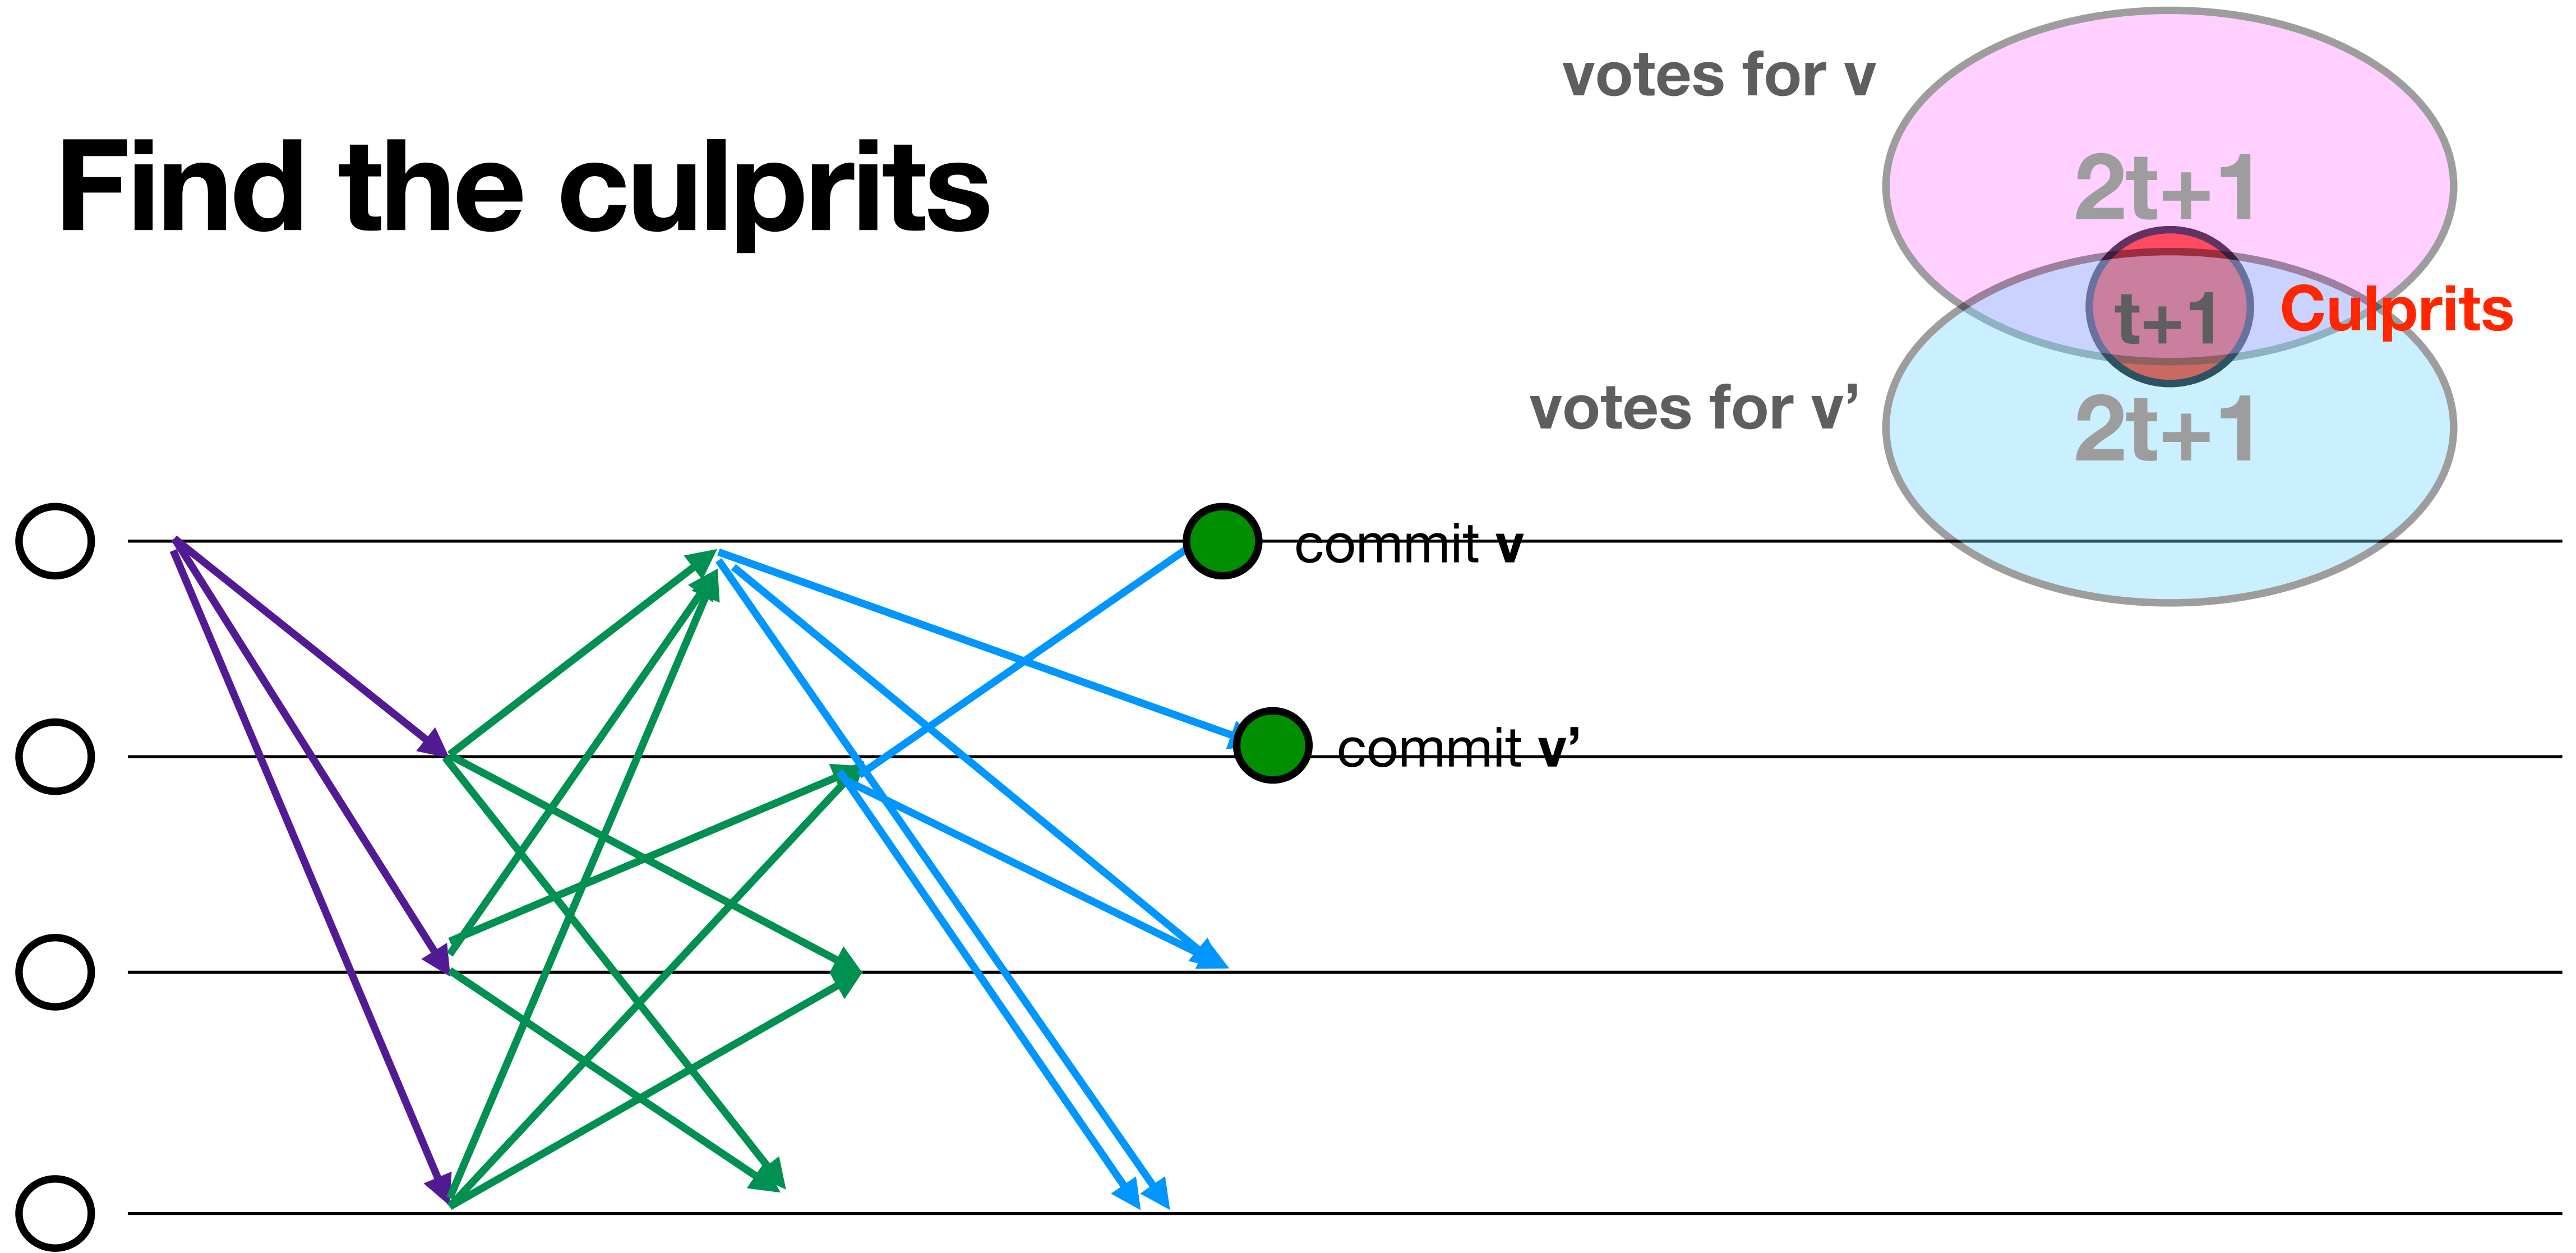 Find the culprits
votes for v
2t+1
t+1
Culprits
votes for v’
2t+1
commit v
commit v’